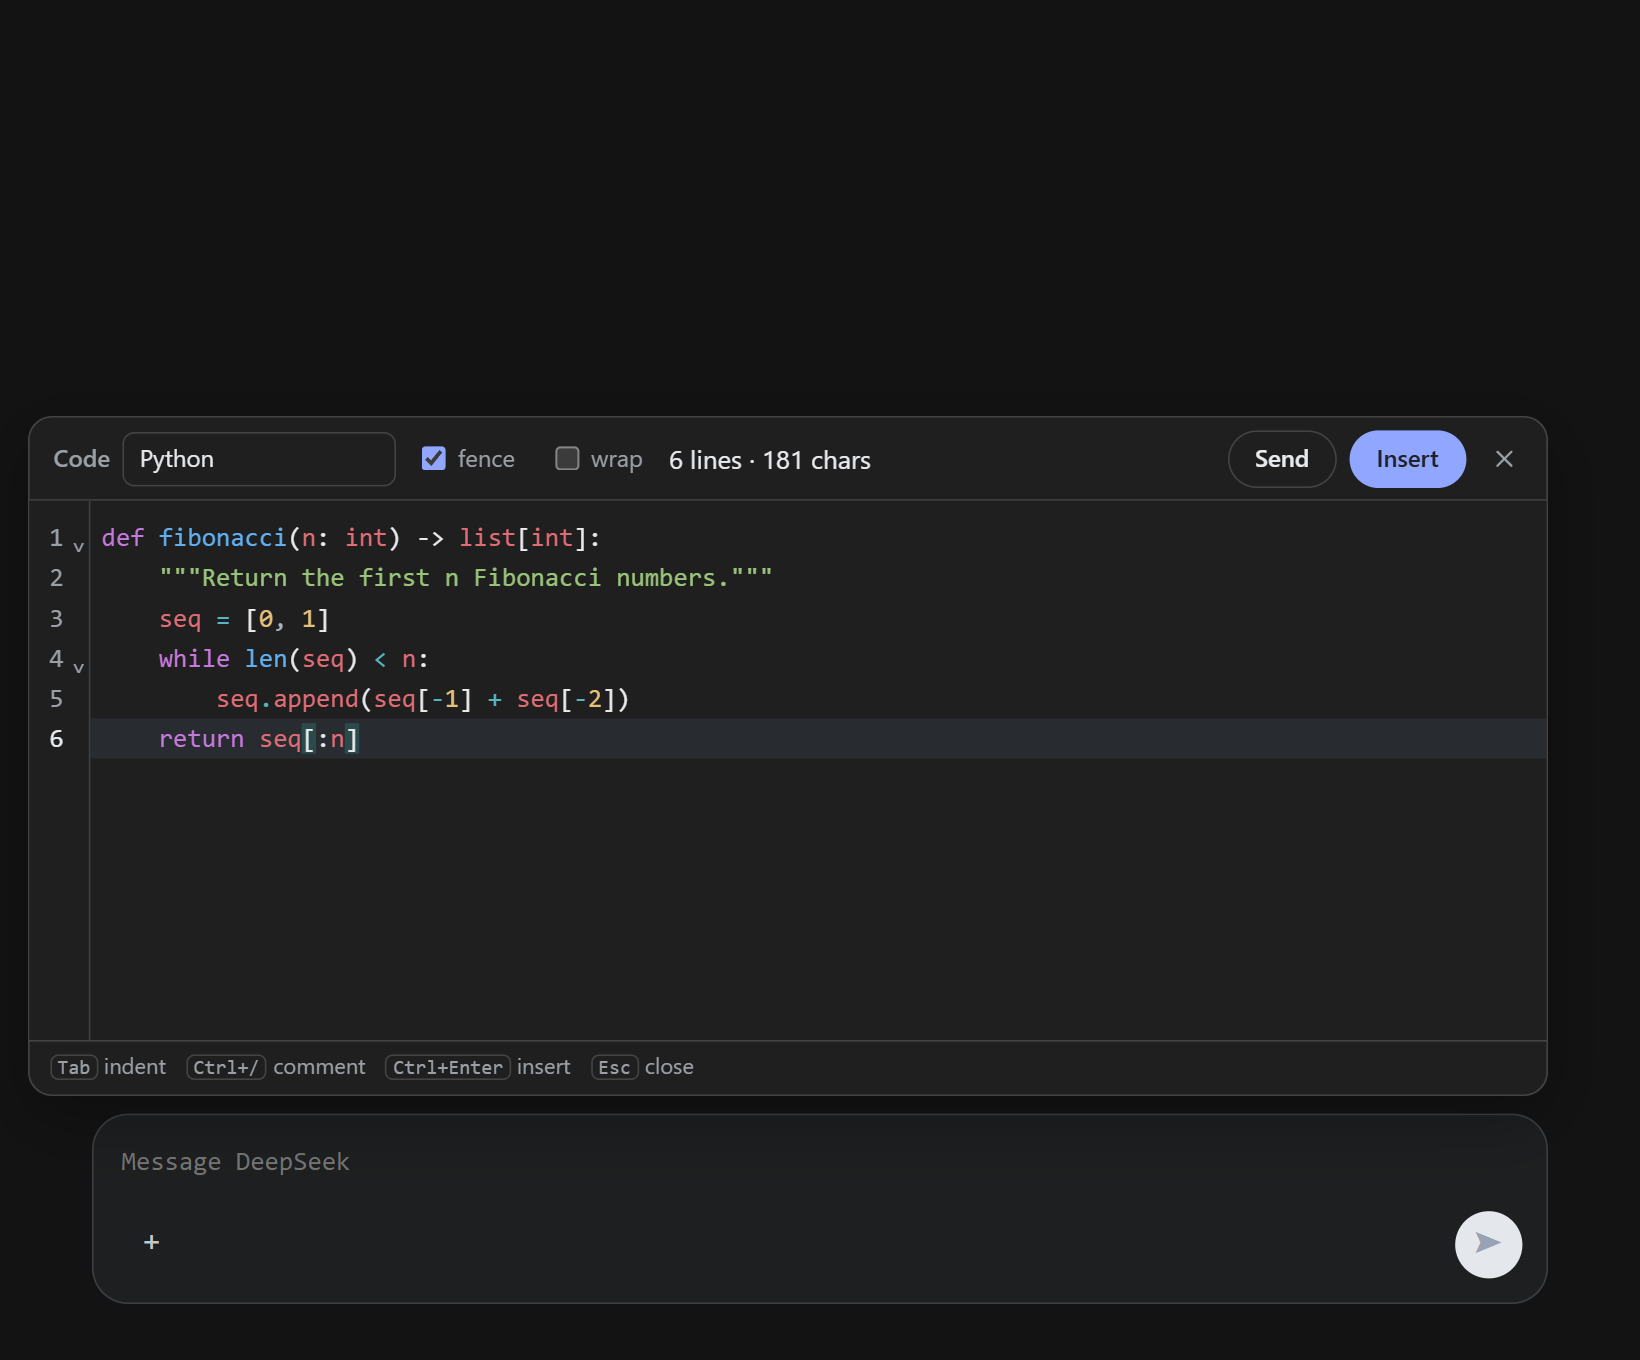 Code Python fence wrap 6 lines · 181 chars Send Insert ×
1 def fibonacci(n: int) -> list[int]:
2     """Return the first n Fibonacci numbers."""
3     seq = [0, 1]
4     while len(seq) < n:
5         seq.append(seq[-1] + seq[-2])
6     return seq[:n]
Tab indent Ctrl+/ comment Ctrl+Enter insert Esc close
Message DeepSeek
+